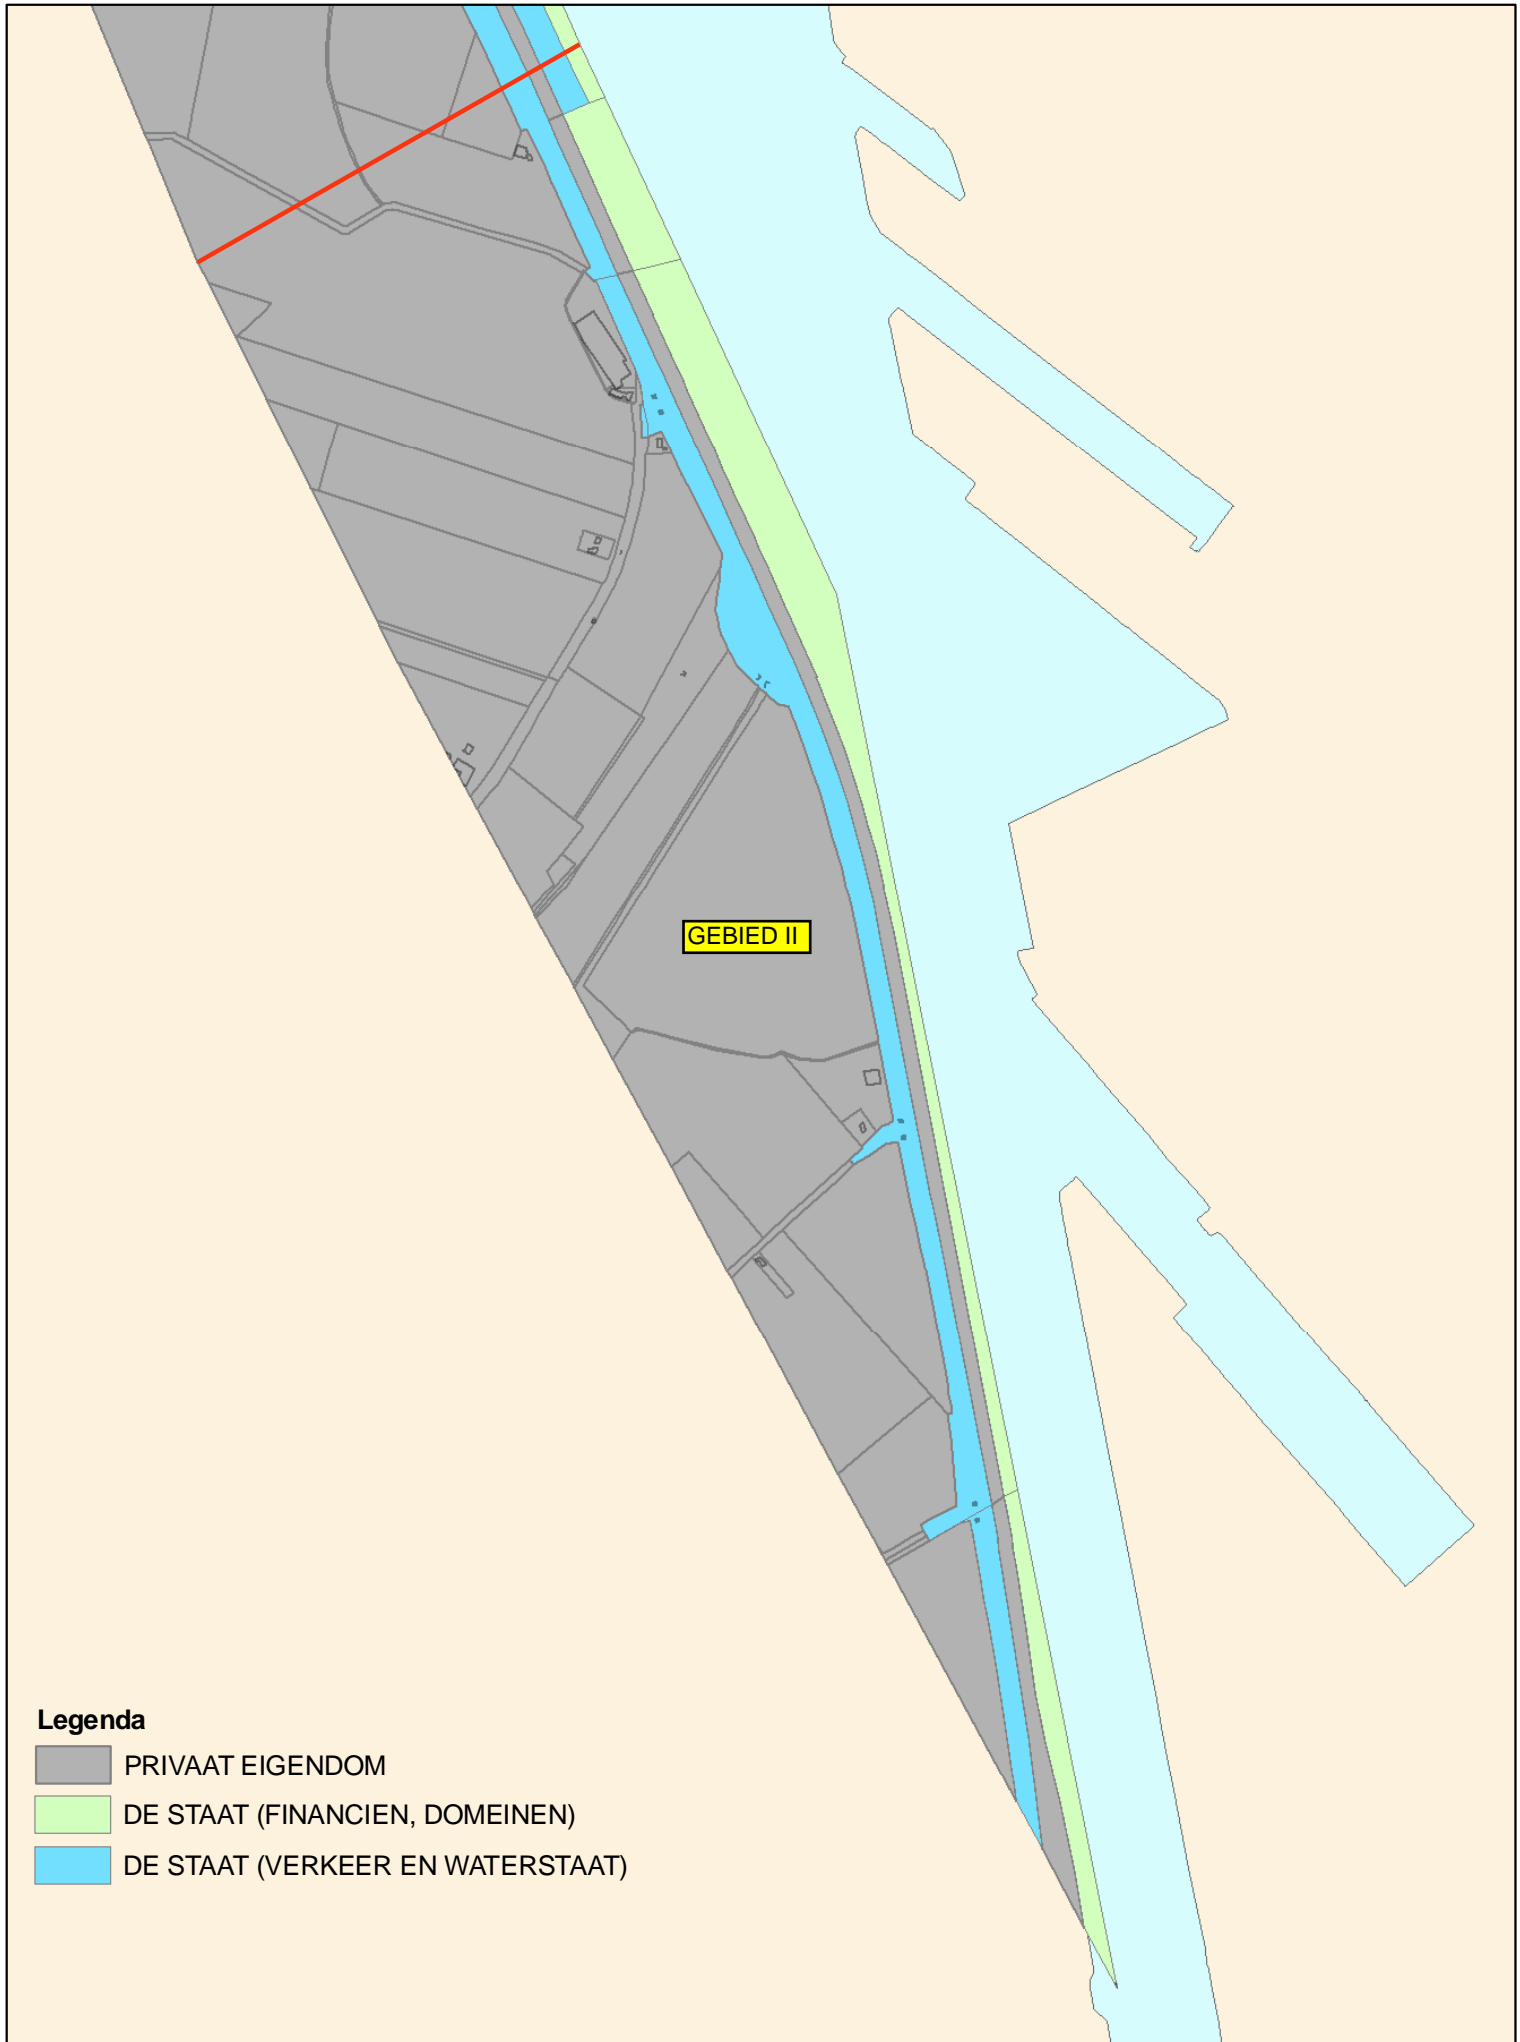 GEBIED II
Legenda
PRIVAAT EIGENDOM
DE STAAT (FINANCIEN, DOMEINEN)
DE STAAT (VERKEER EN WATERSTAAT)